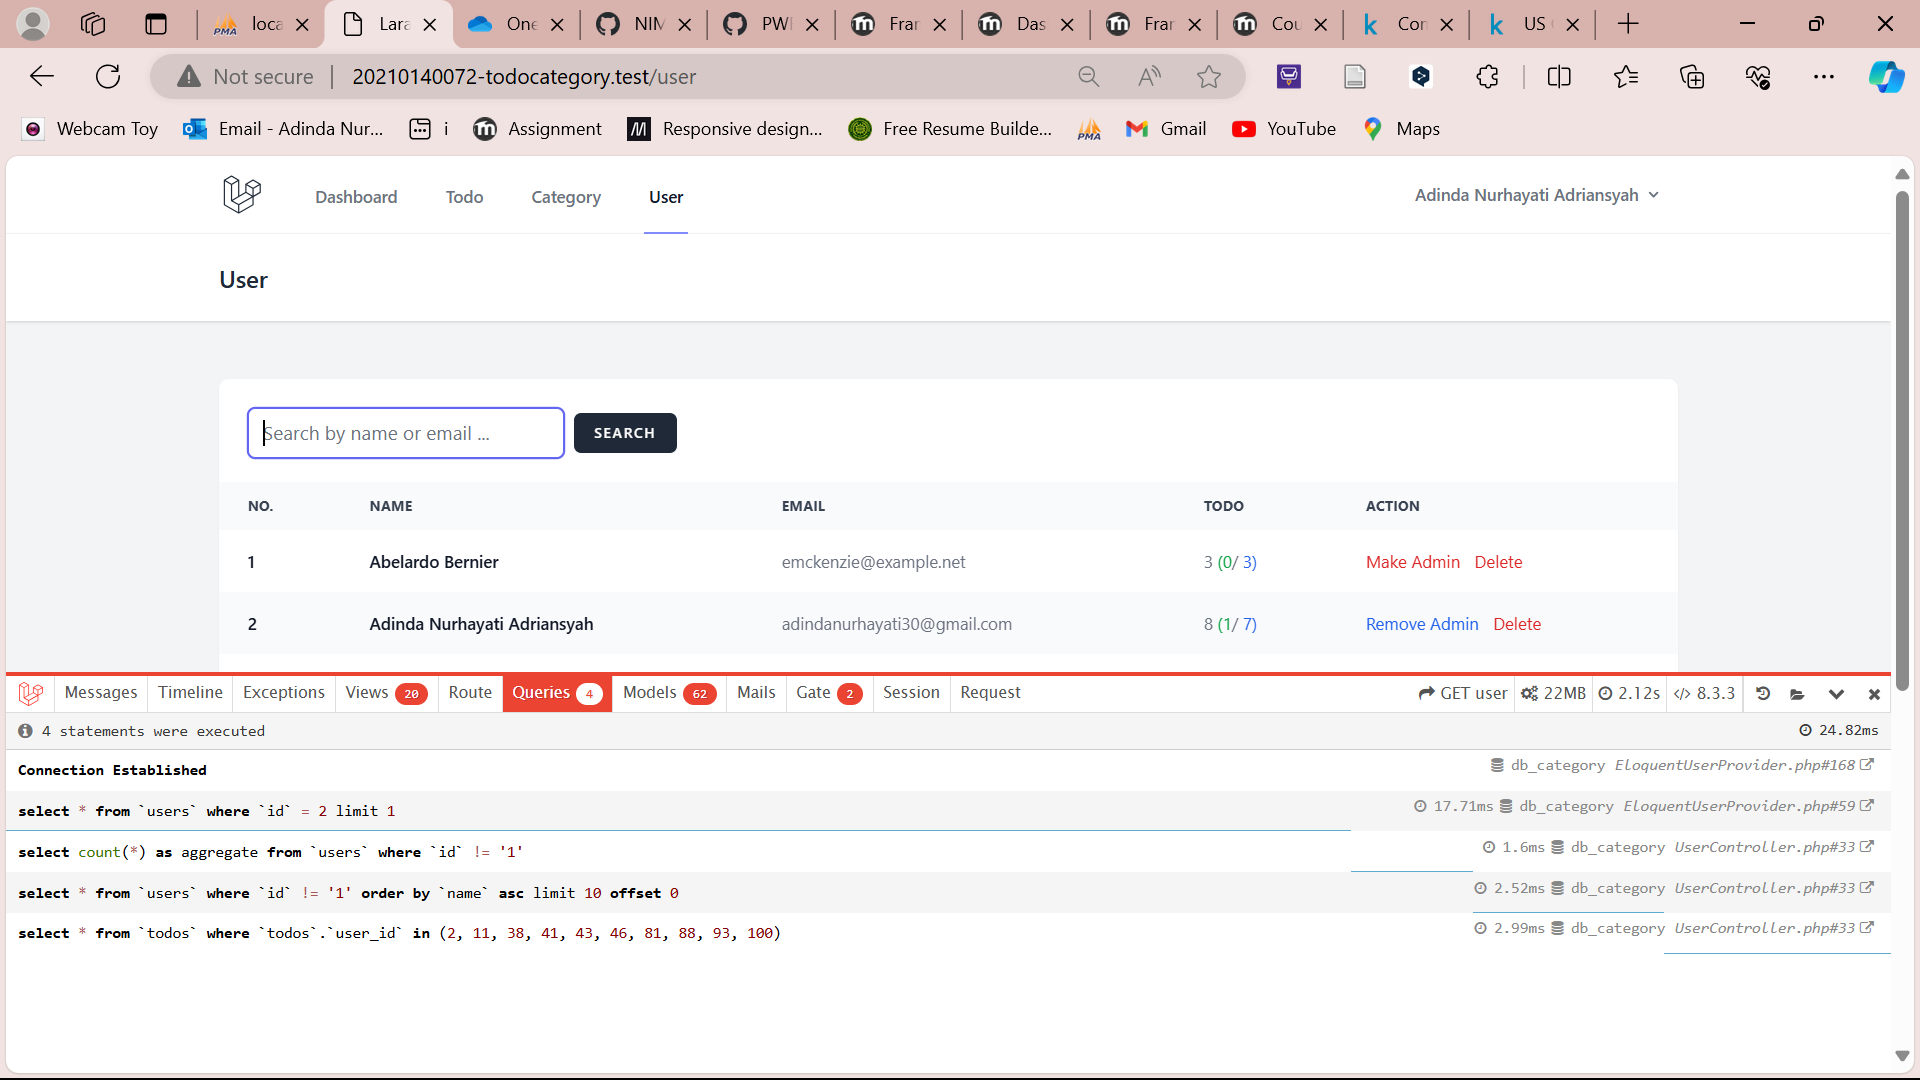 PMA loca
Lara
One
NIM
PWI
Fran
Das
Fran
Cou
Con
US
Not secure 20210140072-todocategory.test/user
Webcam Toy
Email - Adinda Nur...
i
Assignment
Responsive design...
Free Resume Builde...
PMA
Gmail
YouTube
Maps
Dashboard Todo Category User Adinda Nurhayati Adriansyah
User
Search by name or email ... SEARCH
NO. NAME EMAIL TODO ACTION
1 Abelardo Bernier emckenzie@example.net 3 (0/ 3) Make Admin Delete
2 Adinda Nurhayati Adriansyah adindanurhayati30@gmail.com 8 (1/ 7) Remove Admin Delete
Messages Timeline Exceptions Views 20 Route Queries 4 Models 62 Mails Gate 2 Session Request GET user 22MB 2.12s </> 8.3.3
4 statements were executed 24.82ms
Connection Established db_category EloquentUserProvider.php#168
select * from `users` where `id` = 2 limit 1 17.71ms db_category EloquentUserProvider.php#59
select count(*) as aggregate from `users` where `id` != '1' 1.6ms db_category UserController.php#33
select * from `users` where `id` != '1' order by `name` asc limit 10 offset 0 2.52ms db_category UserController.php#33
select * from `todos` where `todos`.`user_id` in (2, 11, 38, 41, 43, 46, 81, 88, 93, 100) 2.99ms db_category UserController.php#33